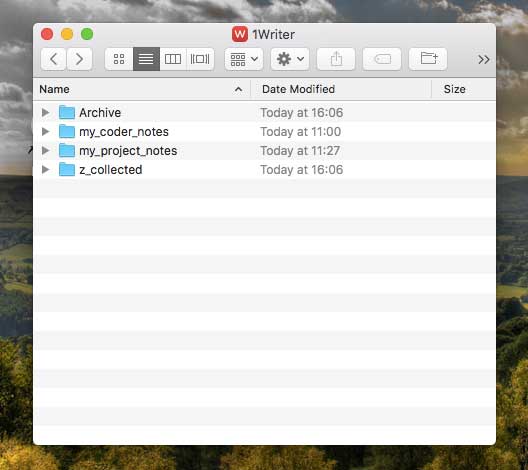 W 1Writer
Name Date Modified Size
Archive Today at 16:06
my_coder_notes Today at 11:00
my_project_notes Today at 11:27
z_collected Today at 16:06